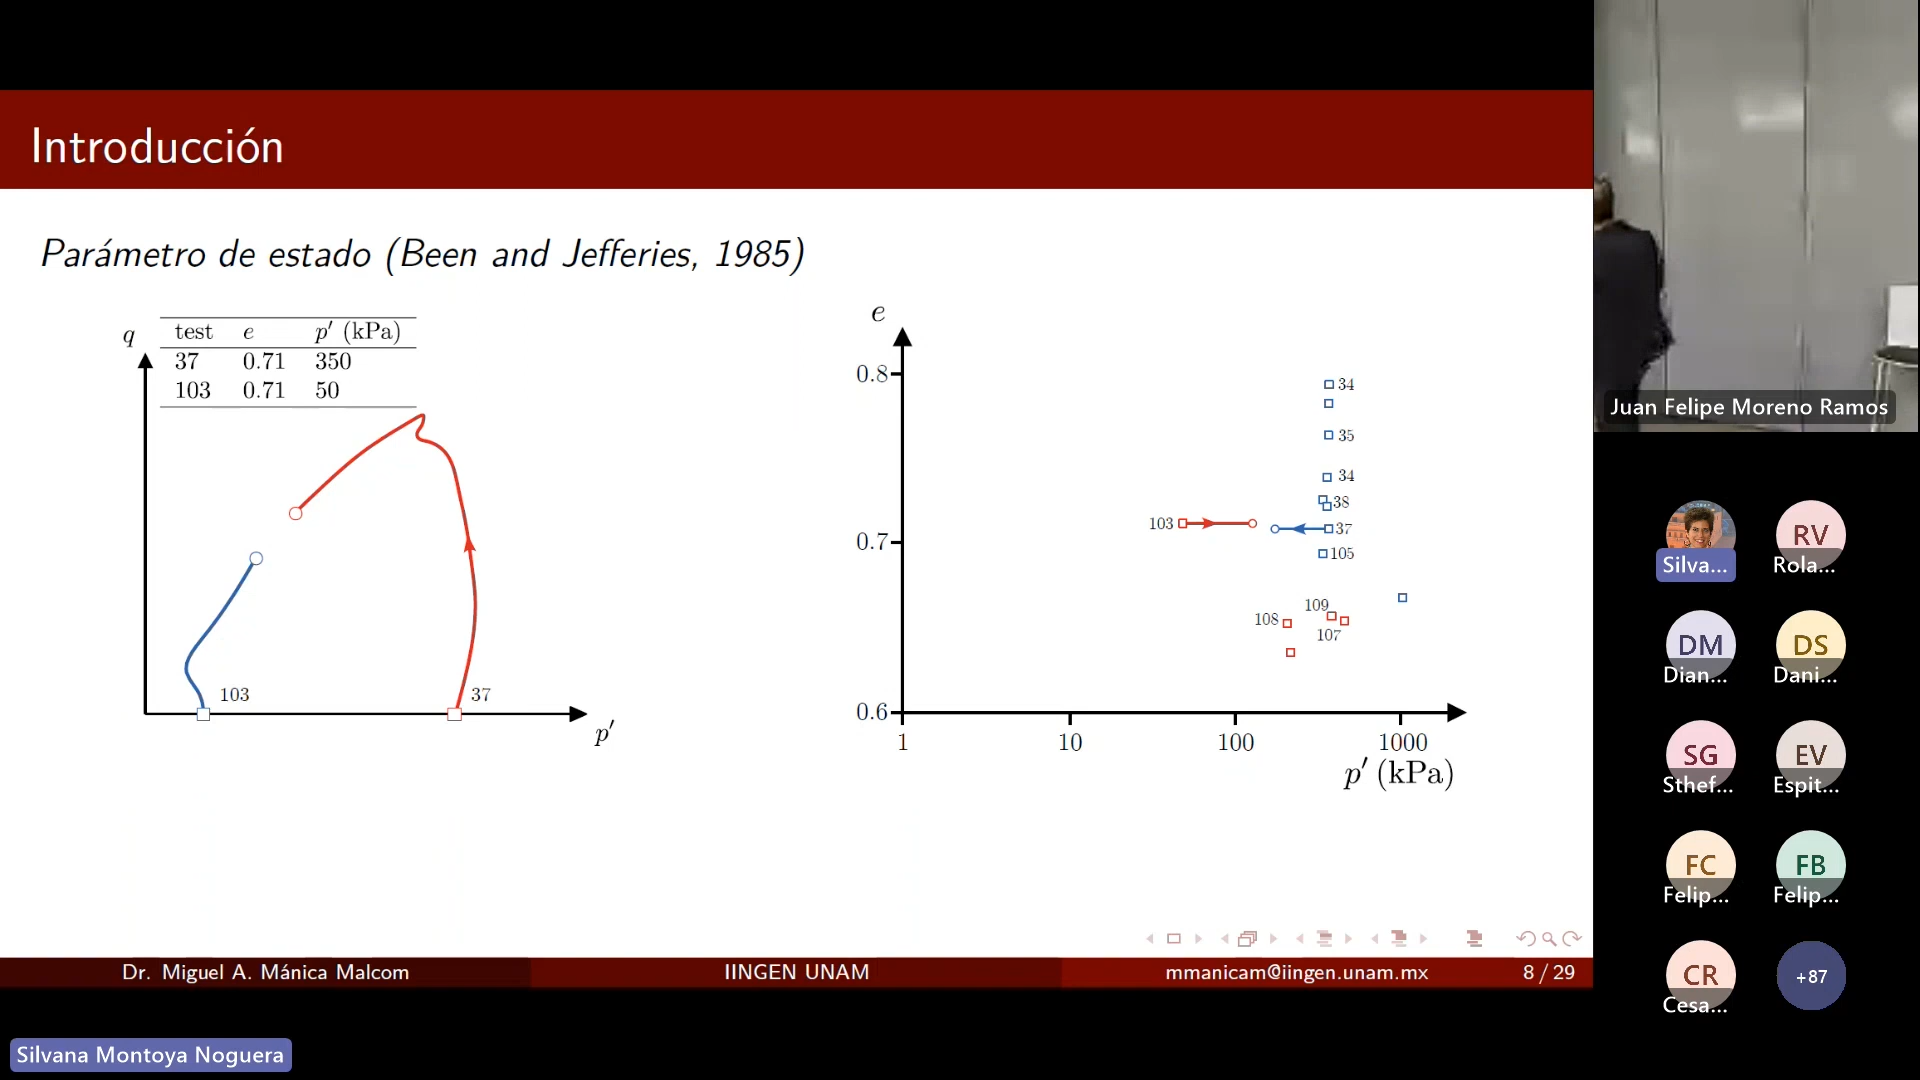 Introducción
Parámetro de estado (Been and Jefferies, 1985)
q
test e p′ (kPa)
37 0.71 350
103 0.71 50
103
37
p′
e
0.8
0.7
0.6
34
35
34
38
103
37
105
109
108
107
1 10 100 1000
p′ (kPa)
Dr. Miguel A. Mánica Malcom IINGEN UNAM mmanicam@iingen.unam.mx 8 / 29
Silvana Montoya Noguera
Juan Felipe Moreno Ramos
Silva...
RV
Rola...
DM
Dian...
DS
Dani...
SG
Sthef...
EV
Espit...
FC
Felip...
FB
Felip...
CR
Cesa...
+87